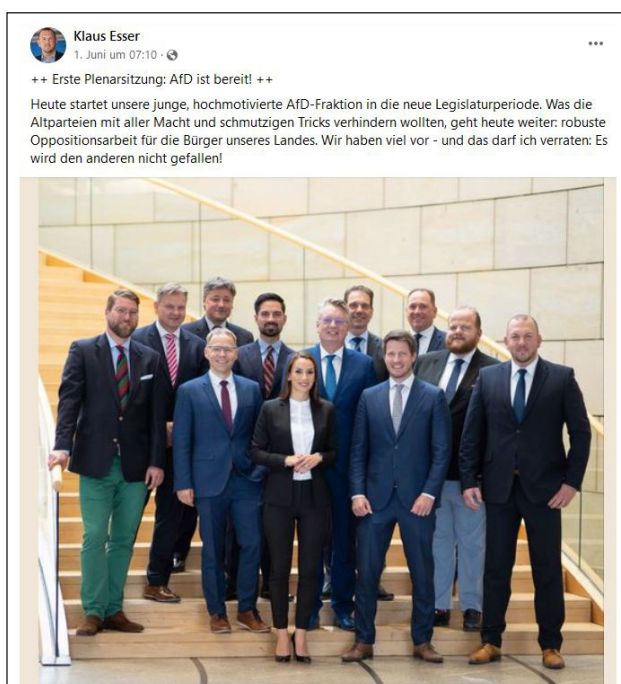 Klaus Esser
1. Juni um 07:10 ·
++ Erste Plenarsitzung: AfD ist bereit! ++
Heute startet unsere junge, hochmotivierte AfD-Fraktion in die neue Legislaturperiode. Was die
Altparteien mit aller Macht und schmutzigen Tricks verhindern wollten, geht heute weiter: robuste
Oppositionsarbeit für die Bürger unseres Landes. Wir haben viel vor - und das darf ich verraten: Es
wird den anderen nicht gefallen!